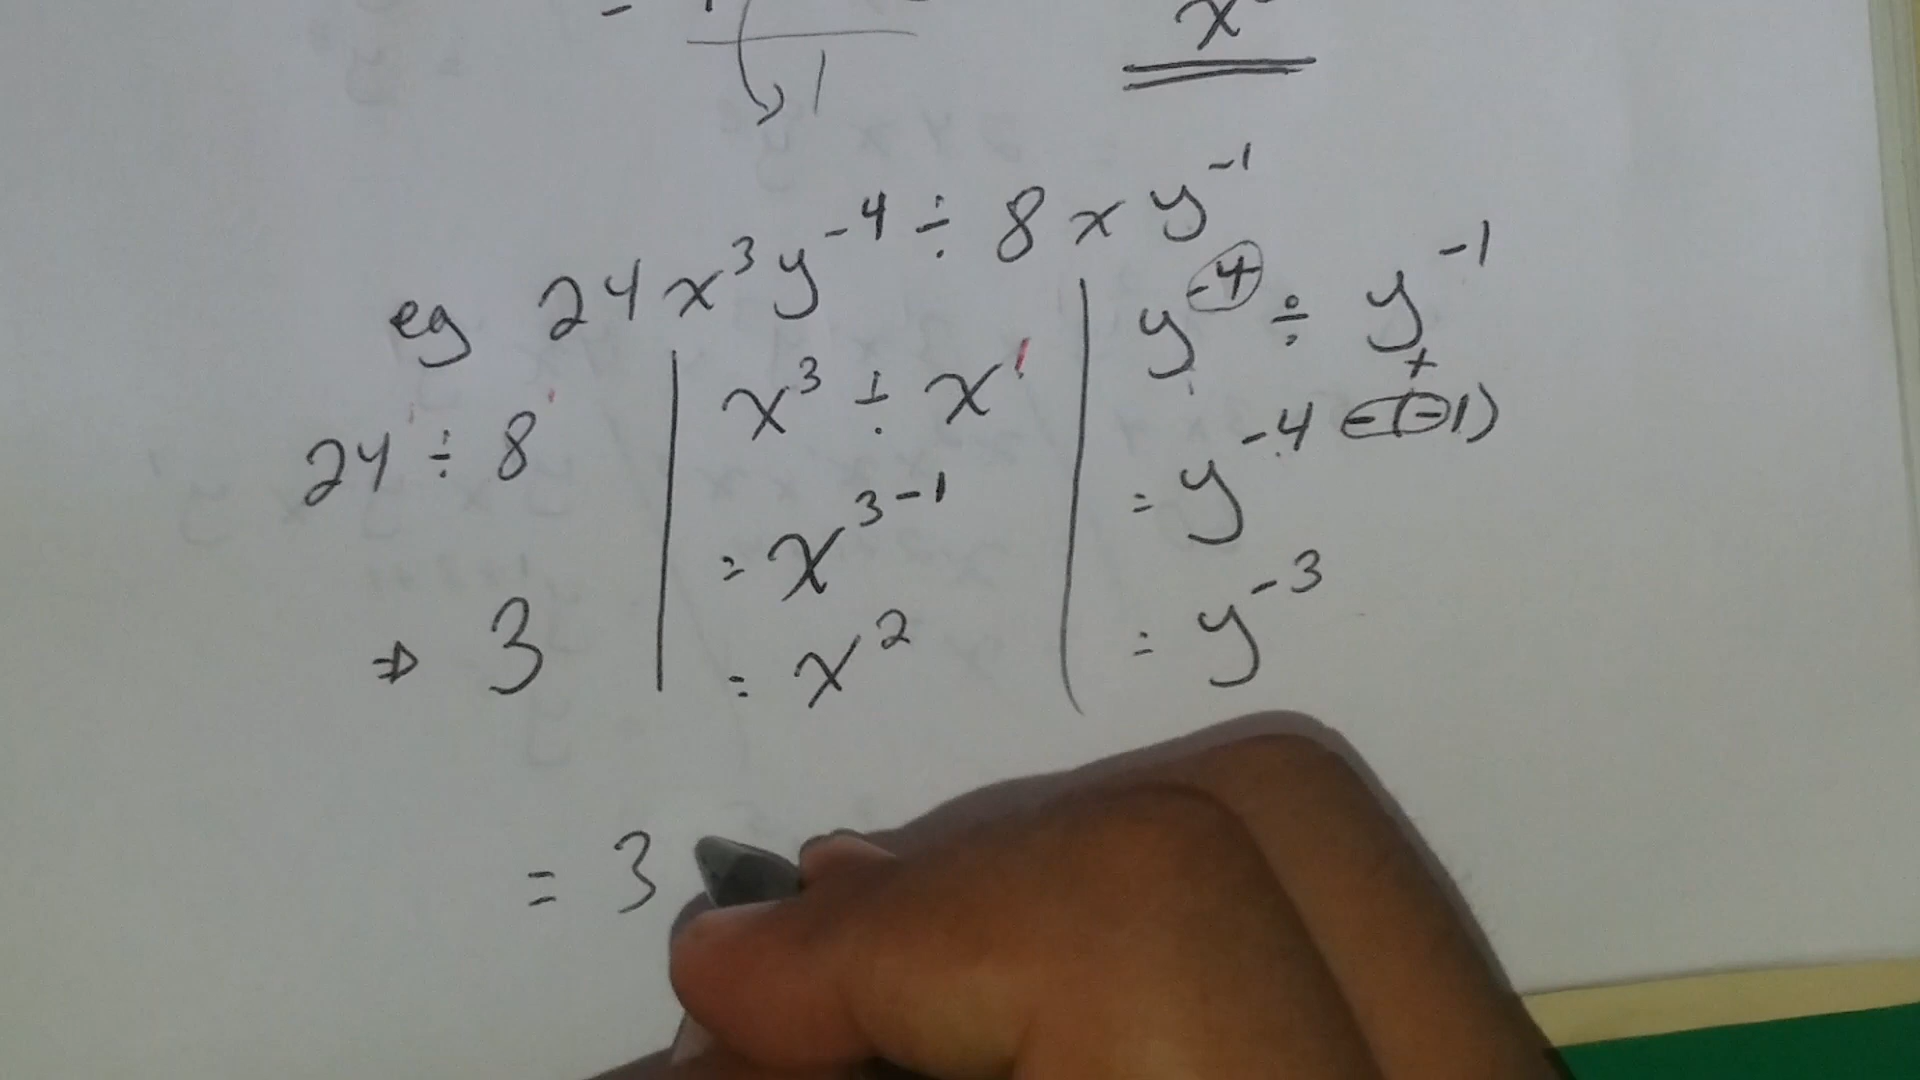 x
1
eg 24x³y⁻⁴ ÷ 8xy⁻¹
24 ÷ 8
⇒ 3
x³ ÷ x¹
= x³⁻¹
= x²
y⁻⁴ ÷ y⁻¹
+
= y⁻⁴ ⁻⁽⁻¹⁾
= y⁻³
= 3